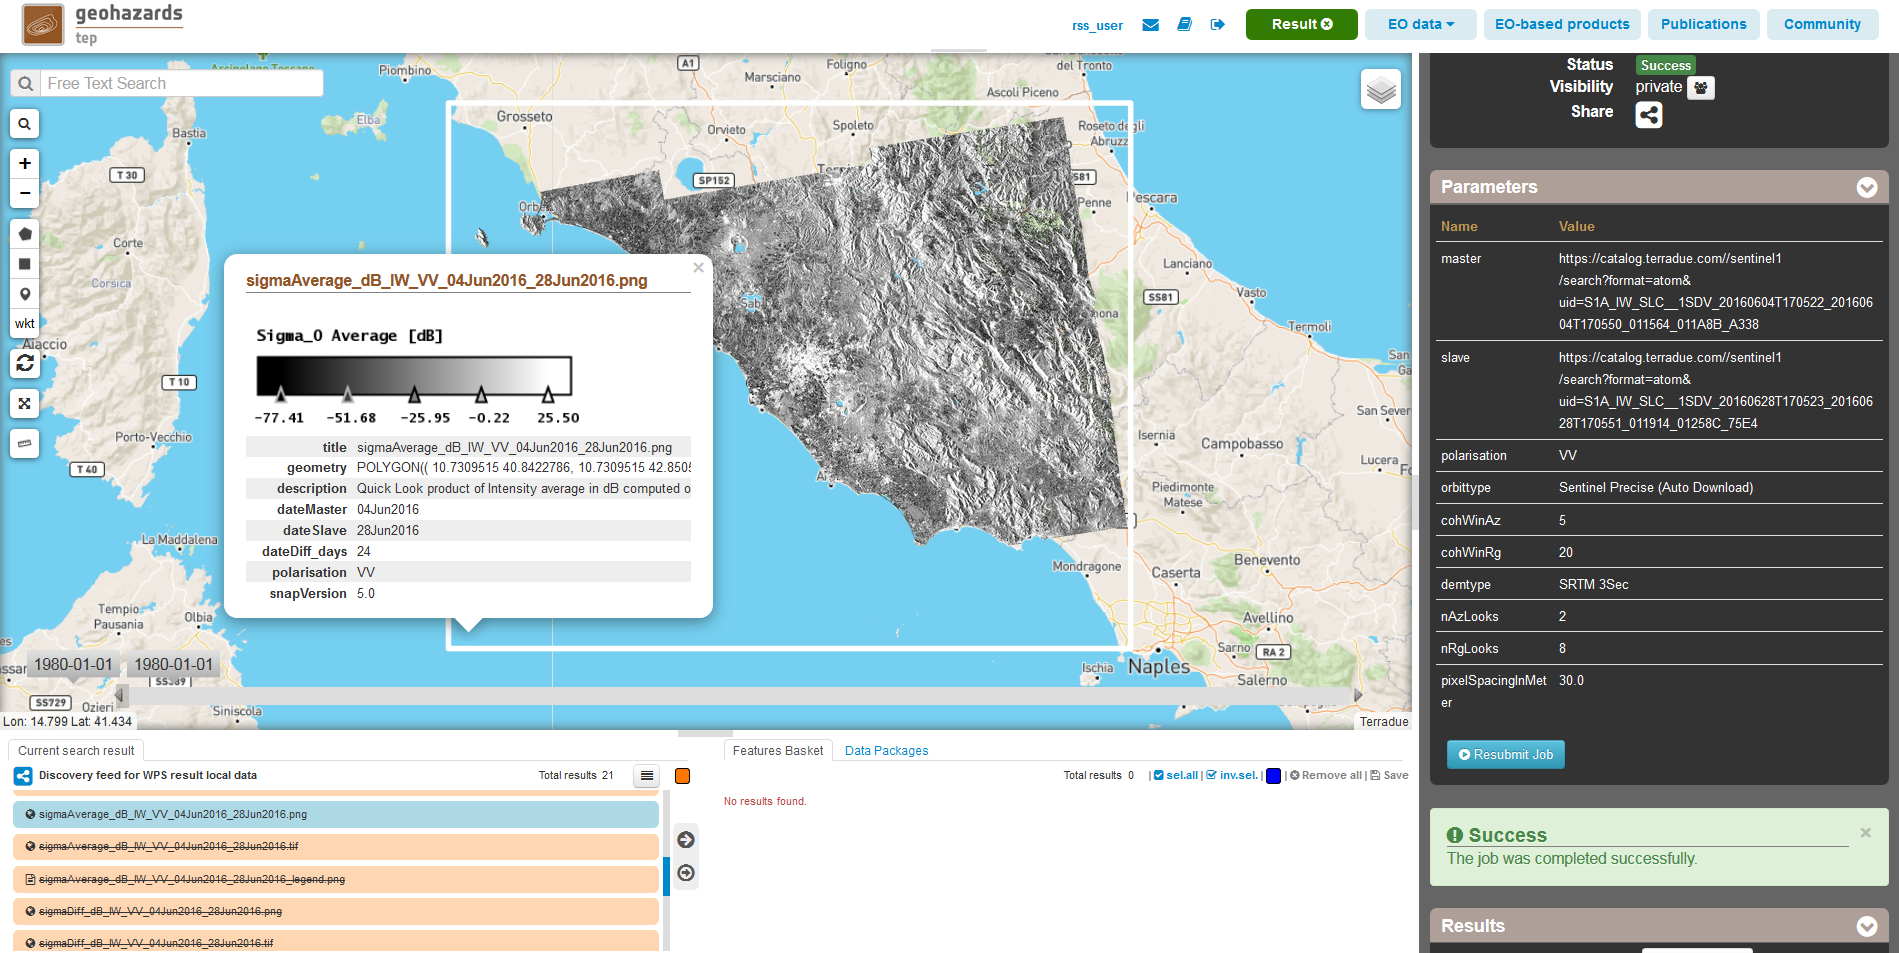 geohazards
tep
rss_user
Result
EO data
EO-based products
Publications
Community
Free Text Search
wkt
Piombino
Arcipelago Toscano
A1
Marsciano
Foligno
del Tronto
Ascoli Piceno
Elba
Grosseto
Orvieto
Spoleto
Roseto degli
Abruzzi
Bastia
T 30
SP152
S81
Penne
Pescara
Corte
Corsica
Lanciano
SS81
Vasto
Termoli
Ajaccio
T 10
San Sever
Porto-Vecchio
T 40
Isernia
Campobasso
Lucera
Piedimonte
Matese
La Maddalena
Mondragone
Caserta
Benevento
Tempio
Pausania
Olbia
Avellino
Sarno
RA 2
Ischia
Naples
Salerno
SS729
Ozieri
SS389
Siniscola
1980-01-01
1980-01-01
Lon: 14.799 Lat: 41.434
Terradue
sigmaAverage_dB_IW_VV_04Jun2016_28Jun2016.png
×
Sigma_0 Average [dB]
-77.41 -51.68 -25.95 -0.22 25.50
title sigmaAverage_dB_IW_VV_04Jun2016_28Jun2016.png
geometry POLYGON(( 10.7309515 40.8422786, 10.7309515 42.8505
description Quick Look product of Intensity average in dB computed o
dateMaster 04Jun2016
dateSlave 28Jun2016
dateDiff_days 24
polarisation VV
snapVersion 5.0
Current search result
Discovery feed for WPS result local data
Total results 21
sigmaAverage_dB_IW_VV_04Jun2016_28Jun2016.png
sigmaAverage_dB_IW_VV_04Jun2016_28Jun2016.tif
sigmaAverage_dB_IW_VV_04Jun2016_28Jun2016_legend.png
sigmaDiff_dB_IW_VV_04Jun2016_28Jun2016.png
sigmaDiff_dB_IW_VV_04Jun2016_28Jun2016.tif
Features Basket
Data Packages
Total results 0 | sel.all | inv.sel. | | Remove all | Save
No results found.
Status Success
Visibility private
Share
Parameters
Name Value
master https://catalog.terradue.com//sentinel1
/search?format=atom&
uid=S1A_IW_SLC__1SDV_20160604T170522_201606
04T170550_011564_011A8B_A338
slave https://catalog.terradue.com//sentinel1
/search?format=atom&
uid=S1A_IW_SLC__1SDV_20160628T170523_201606
28T170551_011914_01258C_75E4
polarisation VV
orbittype Sentinel Precise (Auto Download)
cohWinAz 5
cohWinRg 20
demtype SRTM 3Sec
nAzLooks 2
nRgLooks 8
pixelSpacingInMet 30.0
er
Resubmit Job
Success
×
The job was completed successfully.
Results